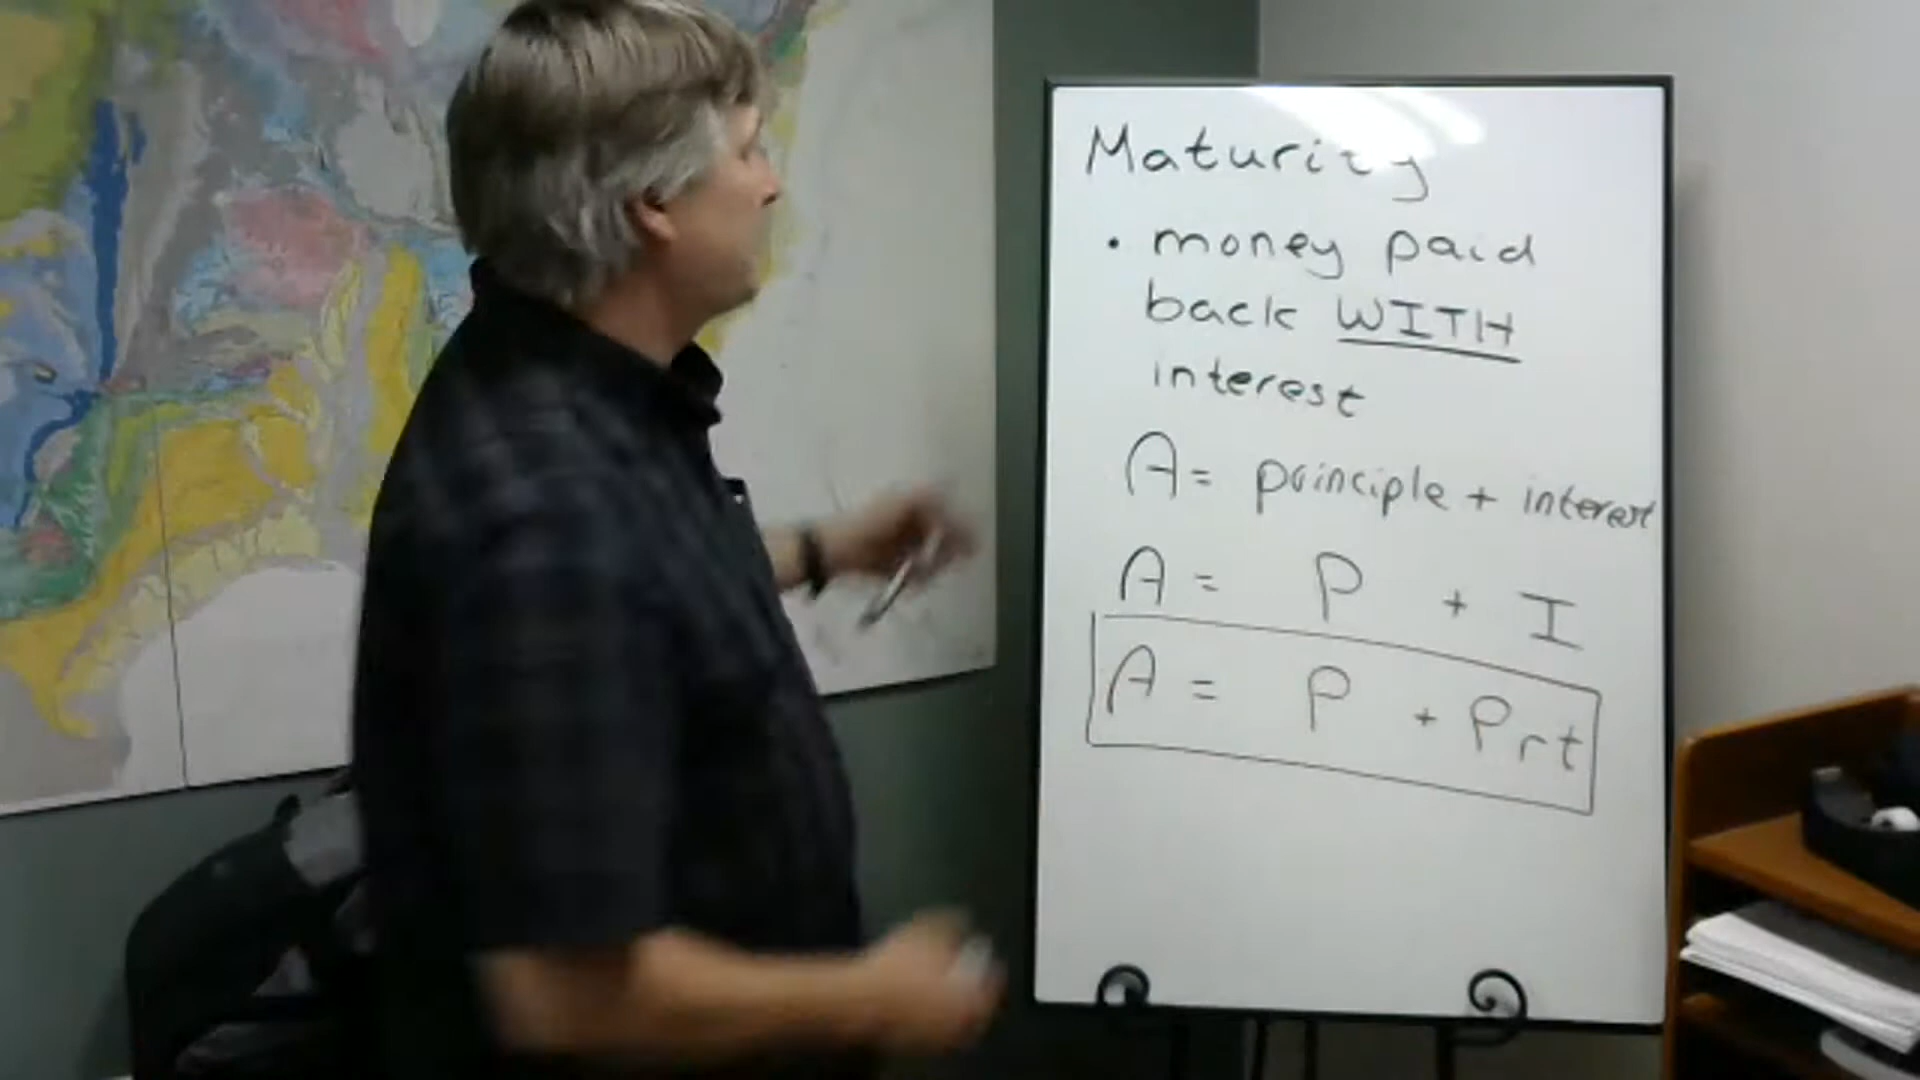 Maturity
• money paid
back WITH
interest
A = principle + interest
A = P + I
A = P + Prt